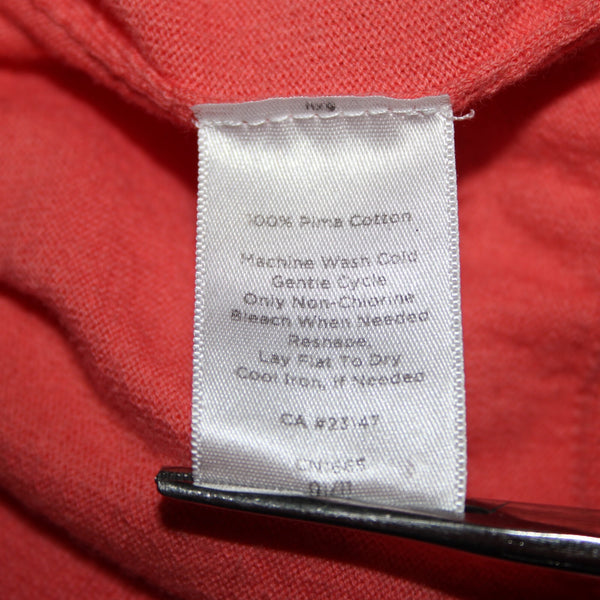 100% Pima Cotton
Machine Wash Cold
Gentle Cycle
Only Non-Chlorine
Bleach When Needed
Reshape,
Lay Flat To Dry
Cool Iron, If Needed
CA #23147